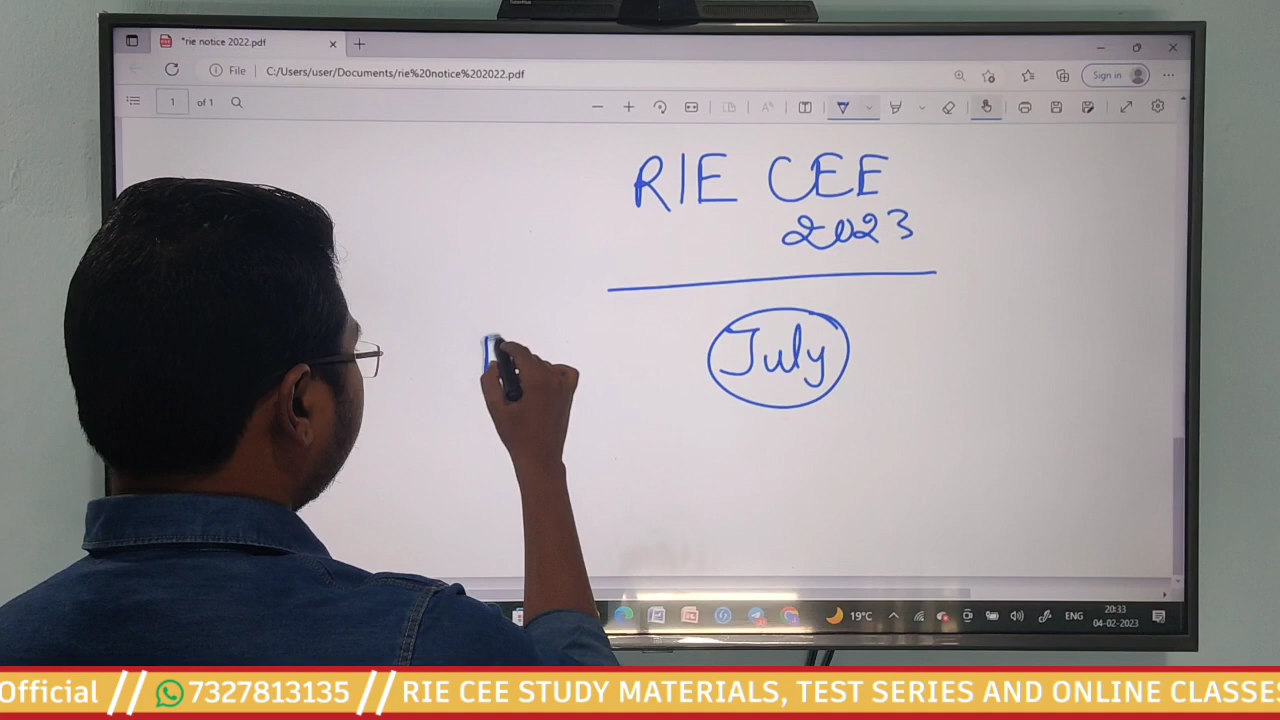 *rie notice 2022.pdf
File C:/Users/user/Documents/rie%20notice%202022.pdf
Sign in
1 of 1
RIE CEE
2023
July
19°C
ENG
20:33
04-02-2023
Official // 7327813135 // RIE CEE STUDY MATERIALS, TEST SERIES AND ONLINE CLASSES